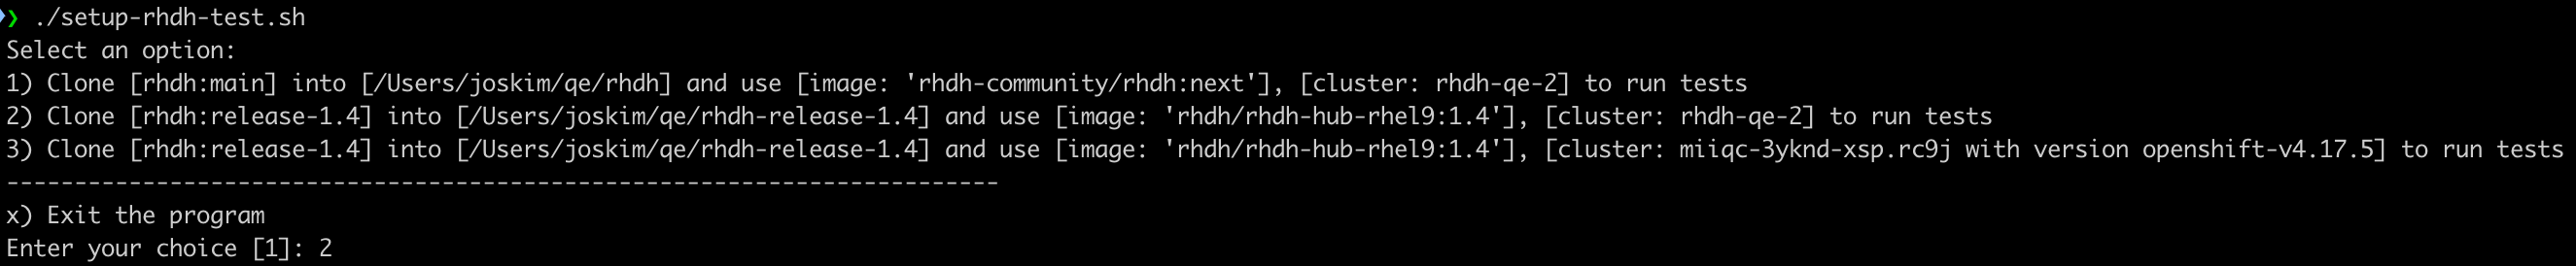 ❯ ./setup-rhdh-test.sh
Select an option:
1) Clone [rhdh:main] into [/Users/joskim/qe/rhdh] and use [image: 'rhdh-community/rhdh:next'], [cluster: rhdh-qe-2] to run tests
2) Clone [rhdh:release-1.4] into [/Users/joskim/qe/rhdh-release-1.4] and use [image: 'rhdh/rhdh-hub-rhel9:1.4'], [cluster: rhdh-qe-2] to run tests
3) Clone [rhdh:release-1.4] into [/Users/joskim/qe/rhdh-release-1.4] and use [image: 'rhdh/rhdh-hub-rhel9:1.4'], [cluster: miiqc-3yknd-xsp.rc9j with version openshift-v4.17.5] to run tests
-------------------------------------------------------------------------
x) Exit the program
Enter your choice [1]: 2